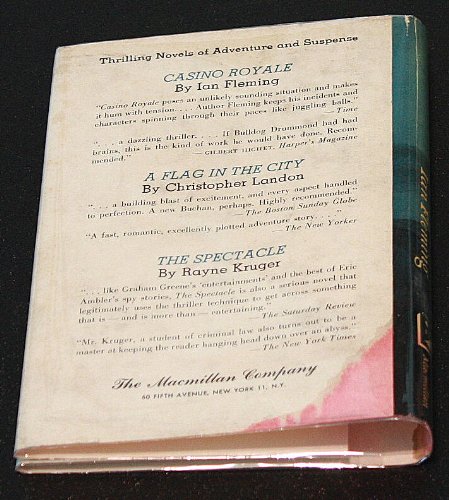 Thrilling Novels of Adventure and Suspense
CASINO ROYALE
By Ian Fleming
"Casino Royale poses an unlikely sounding situation and makes
it hum with tension. . . . Author Fleming keeps his incidents and
characters spinning through their paces like juggling balls."
—Time
". . . a dazzling thriller. . . . If Bulldog Drummond had had
brains, this is the kind of work he would have done. Recom-
mended." —GILBERT HIGHET, Harper's Magazine
A FLAG IN THE CITY
By Christopher Landon
". . . a building blast of excitement, and every aspect handled
to perfection. A new Buchan, perhaps. Highly recommended."
—The Boston Sunday Globe
"A fast, romantic, excellently plotted adventure story. . . ."
—The New Yorker
THE SPECTACLE
By Rayne Kruger
". . . like Graham Greene's 'entertainments' and the best of Eric
Ambler's spy stories, The Spectacle is also a serious novel that
legitimately uses the thriller technique to get across something
that is—and is more than—entertaining."
—The Saturday Review
"Mr. Kruger, a student of criminal law also turns out to be a
master at keeping the reader hanging head down over an abyss."
—The New York Times
The Macmillan Company
60 FIFTH AVENUE, NEW YORK 11, N.Y.
Ian Fleming